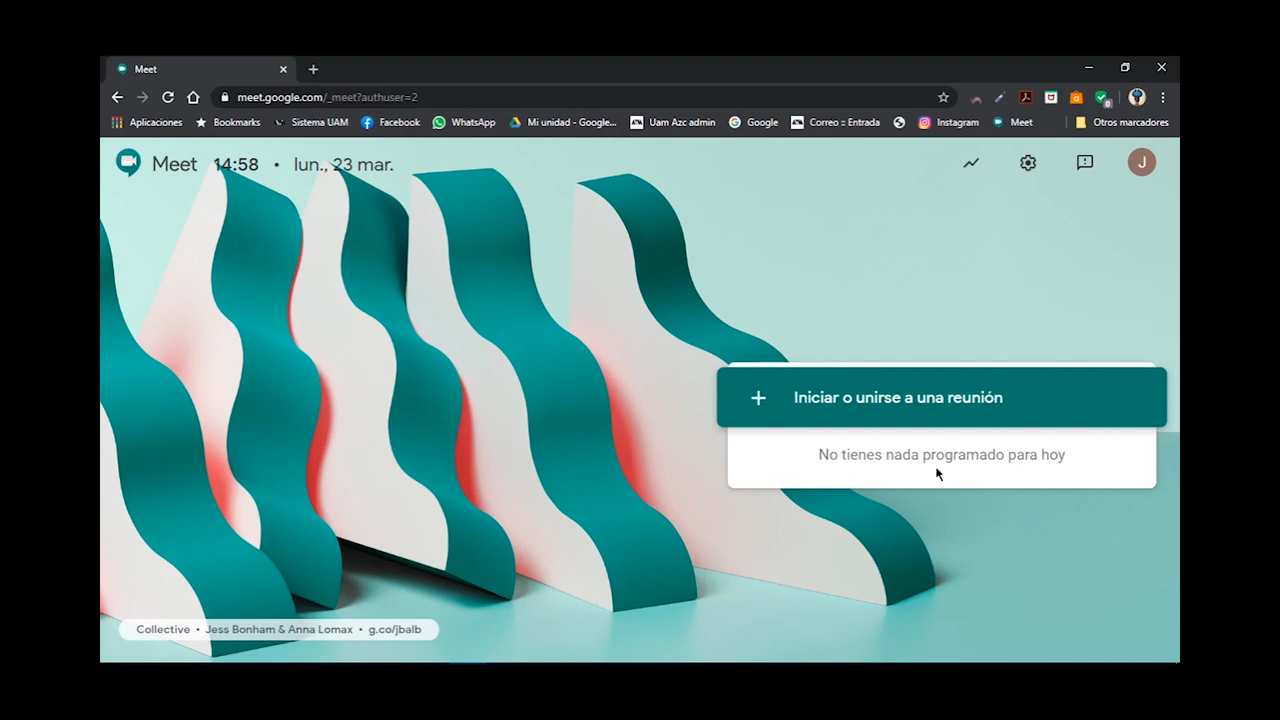 Meet
meet.google.com/_meet?authuser=2
Aplicaciones Bookmarks Sistema UAM Facebook WhatsApp Mi unidad - Google... Uam Azc admin Google Correo :: Entrada Instagram Meet Otros marcadores
Meet 14:58 • lun., 23 mar.
J
Iniciar o unirse a una reunión
No tienes nada programado para hoy
Collective • Jess Bonham & Anna Lomax • g.co/jbalb